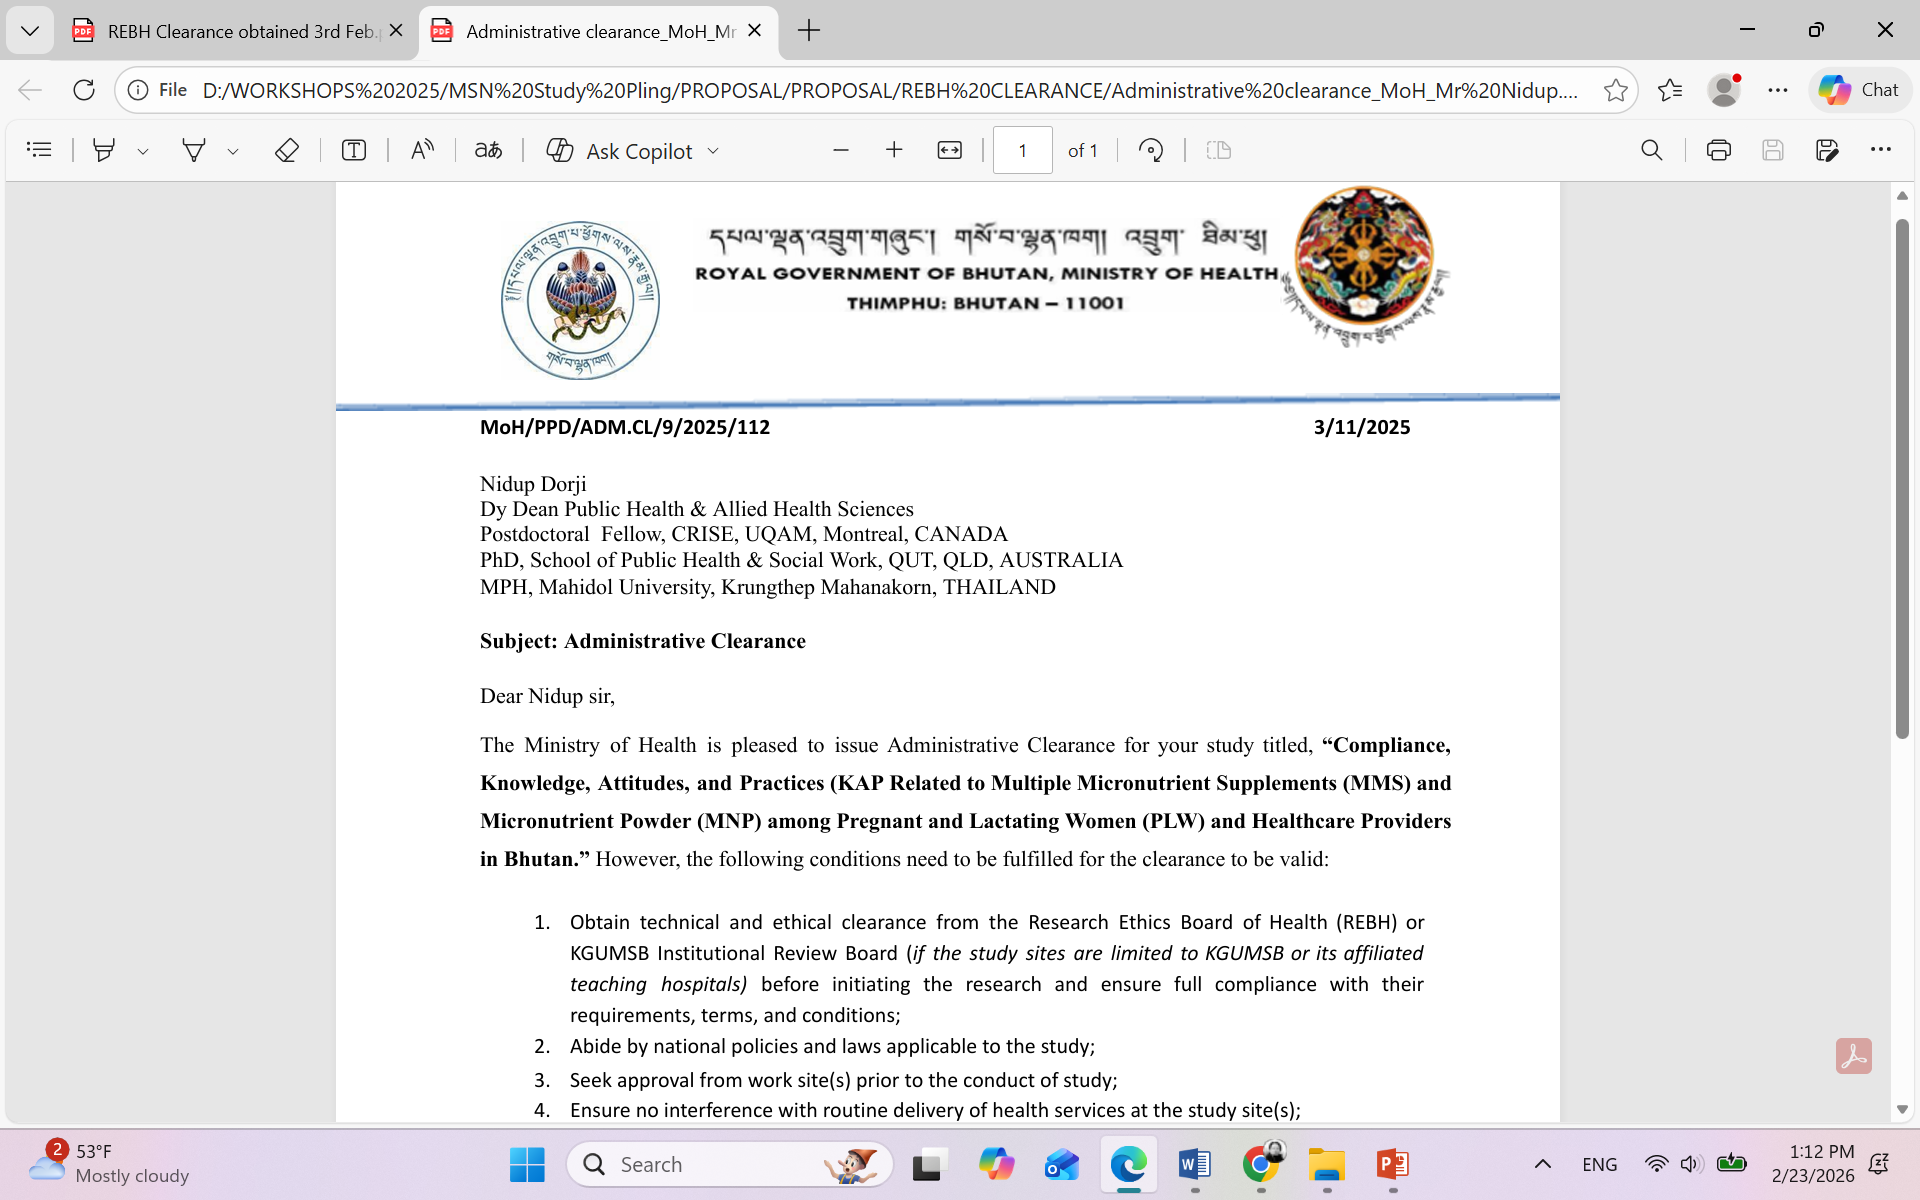 REBH Clearance obtained 3rd Feb.
Administrative clearance_MoH_Mr
File D:/WORKSHOPS%202025/MSN%20Study%20Pling/PROPOSAL/PROPOSAL/REBH%20CLEARANCE/Administrative%20clearance_MoH_Mr%20Nidup....
Chat
Ask Copilot
1 of 1
དཔལ་ལྡན་འབྲུག་གཞུང་། གསོ་བ་ལྷན་ཁག། འབྲུག་ ཐིམ་ཕུ།
ROYAL GOVERNMENT OF BHUTAN, MINISTRY OF HEALTH
THIMPHU: BHUTAN – 11001
གསོ་བ་ལྷན་ཁག།
MoH/PPD/ADM.CL/9/2025/112 3/11/2025
Nidup Dorji
Dy Dean Public Health & Allied Health Sciences
Postdoctoral Fellow, CRISE, UQAM, Montreal, CANADA
PhD, School of Public Health & Social Work, QUT, QLD, AUSTRALIA
MPH, Mahidol University, Krungthep Mahanakorn, THAILAND
Subject: Administrative Clearance
Dear Nidup sir,
The Ministry of Health is pleased to issue Administrative Clearance for your study titled, “Compliance,
Knowledge, Attitudes, and Practices (KAP Related to Multiple Micronutrient Supplements (MMS) and
Micronutrient Powder (MNP) among Pregnant and Lactating Women (PLW) and Healthcare Providers
in Bhutan.” However, the following conditions need to be fulfilled for the clearance to be valid:
1. Obtain technical and ethical clearance from the Research Ethics Board of Health (REBH) or
KGUMSB Institutional Review Board (if the study sites are limited to KGUMSB or its affiliated
teaching hospitals) before initiating the research and ensure full compliance with their
requirements, terms, and conditions;
2. Abide by national policies and laws applicable to the study;
3. Seek approval from work site(s) prior to the conduct of study;
4. Ensure no interference with routine delivery of health services at the study site(s);
2
53°F
Mostly cloudy
Search
ENG
1:12 PM
2/23/2026